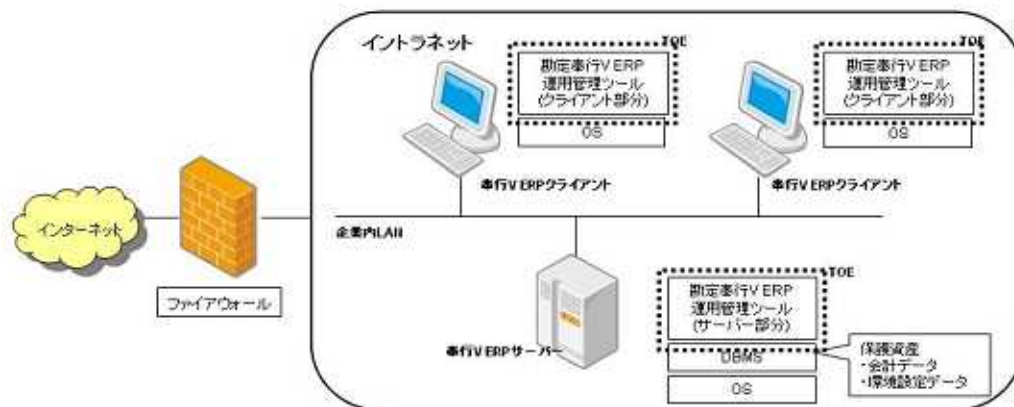 イントラネット
TOE
勘定奉行V ERP
運用管理ツール
(クライアント部分)
OS
奉行V ERPクライアント
TOE
勘定奉行V ERP
運用管理ツール
(クライアント部分)
OS
奉行V ERPクライアント
インターネット
ファイアウォール
企業内LAN
奉行V ERPサーバー
TOE
勘定奉行V ERP
運用管理ツール
(サーバー部分)
DBMS
OS
保護資産
・会計データ
・環境設定データ